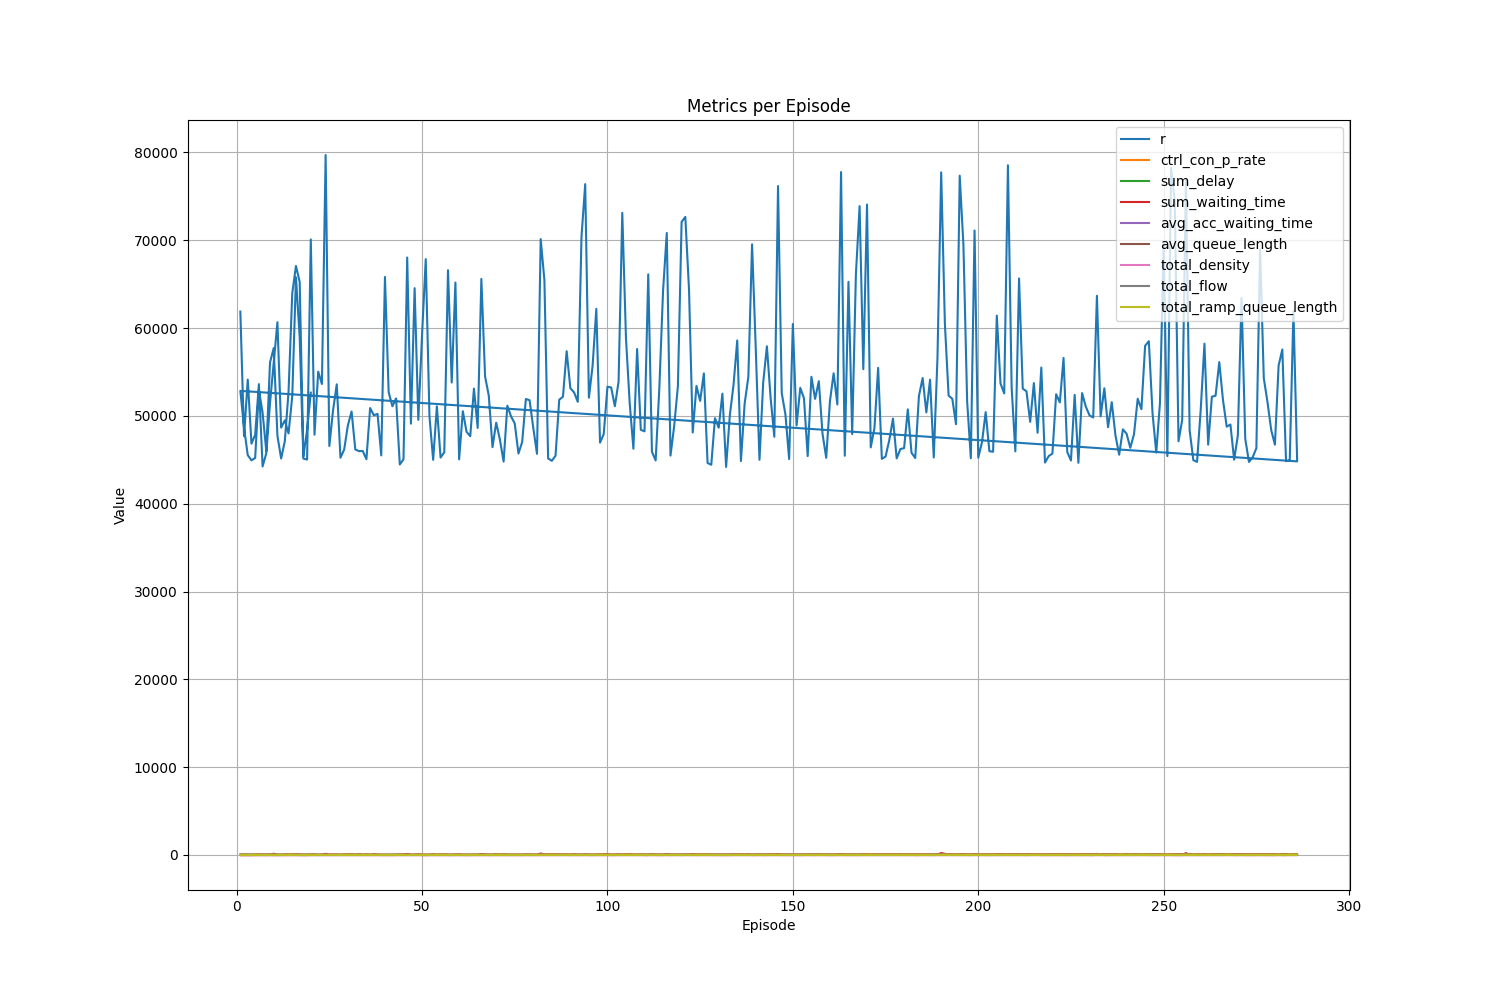 Metrics per Episode
80000
70000
60000
50000
40000
30000
20000
10000
0
Value
0
50
100
150
200
250
300
Episode
r
ctrl_con_p_rate
sum_delay
sum_waiting_time
avg_acc_waiting_time
avg_queue_length
total_density
total_flow
total_ramp_queue_length